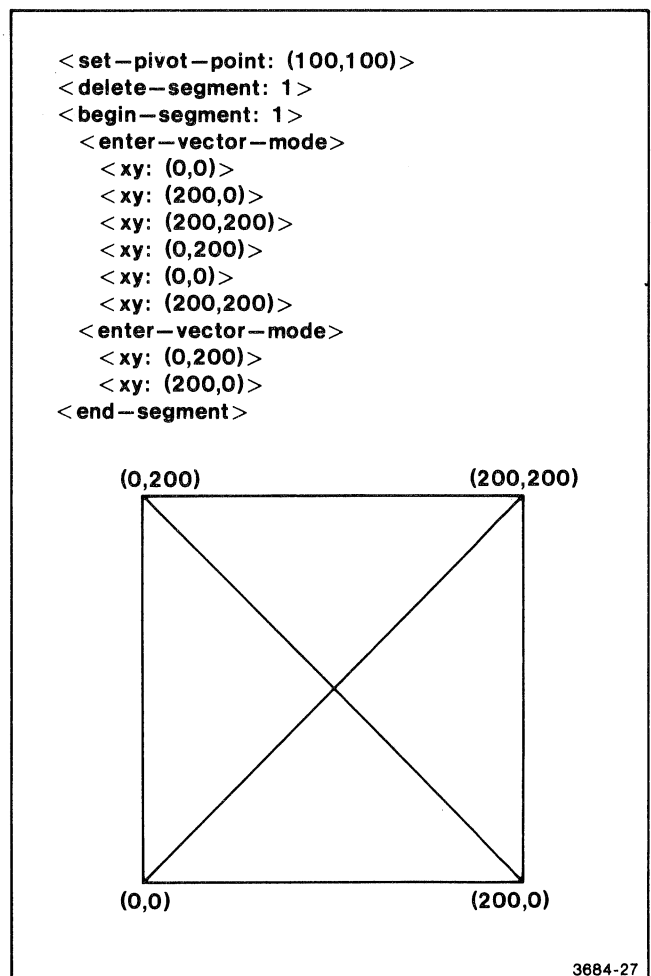 <set—pivot—point: (100,100)>
<delete—segment: 1>
<begin—segment: 1>
<enter—vector—mode>
<xy: (0,0)>
<xy: (200,0)>
<xy: (200,200)>
<xy: (0,200)>
<xy: (0,0)>
<xy: (200,200)>
<enter—vector—mode>
<xy: (0,200)>
<xy: (200,0)>
<end—segment>
(0,200) (200,200)
(0,0) (200,0)
3684-27